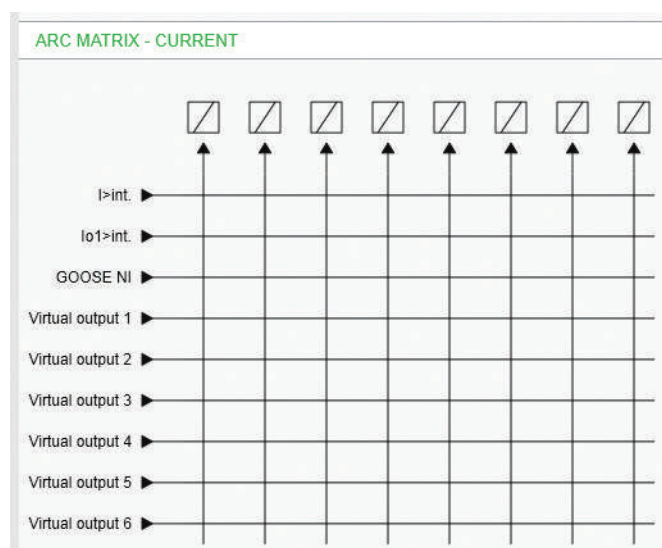 ARC MATRIX - CURRENT
I>int.
Io1>int.
GOOSE NI
Virtual output 1
Virtual output 2
Virtual output 3
Virtual output 4
Virtual output 5
Virtual output 6